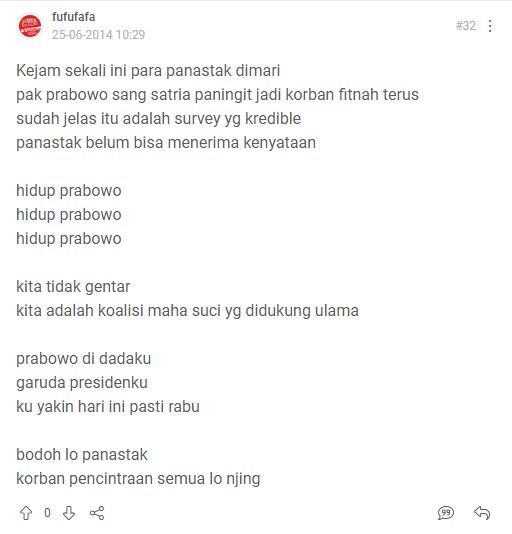 fufufafa
25-06-2014 10:29
#32
Kejam sekali ini para panastak dimari
pak prabowo sang satria paningit jadi korban fitnah terus
sudah jelas itu adalah survey yg kredible
panastak belum bisa menerima kenyataan
hidup prabowo
hidup prabowo
hidup prabowo
kita tidak gentar
kita adalah koalisi maha suci yg didukung ulama
prabowo di dadaku
garuda presidenku
ku yakin hari ini pasti rabu
bodoh lo panastak
korban pencintraan semua lo njing
0